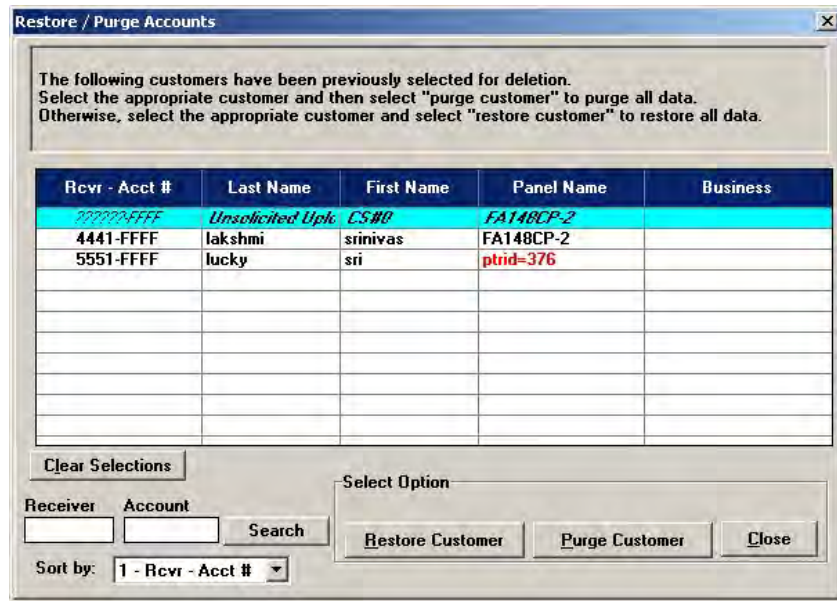 Restore / Purge Accounts
The following customers have been previously selected for deletion.
Select the appropriate customer and then select "purge customer" to purge all data.
Otherwise, select the appropriate customer and select "restore customer" to restore all data.
Rcvr - Acct # Last Name First Name Panel Name Business
??????-FFFF Unsolicited Uplo CS#0 FA148CP-2
4441-FFFF lakshmi srinivas FA148CP-2
5551-FFFF lucky sri ptrid=376
Clear Selections
Select Option
Receiver Account
Search
Restore Customer Purge Customer Close
Sort by: 1 - Rcvr - Acct #